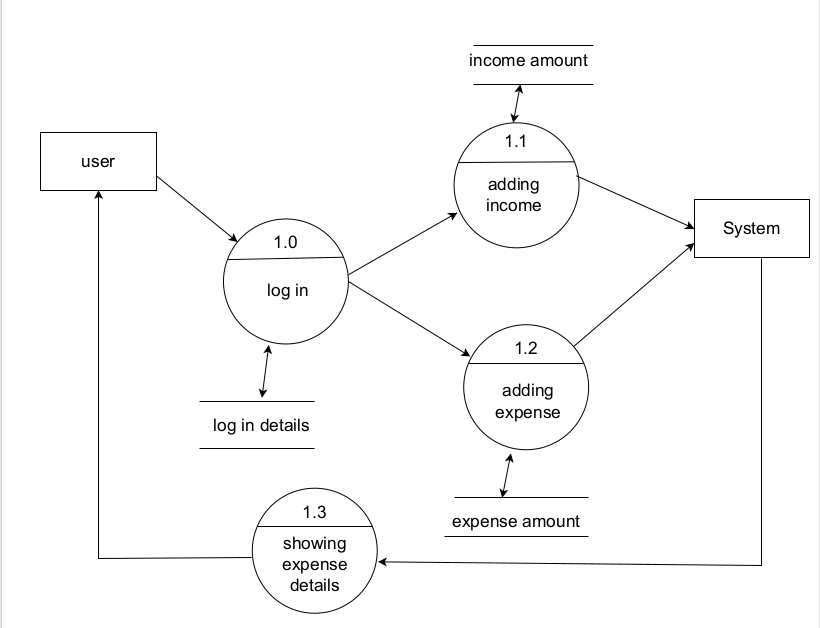 income amount
1.1
adding
income
user
System
1.0
log in
1.2
adding
expense
log in details
expense amount
1.3
showing
expense
details